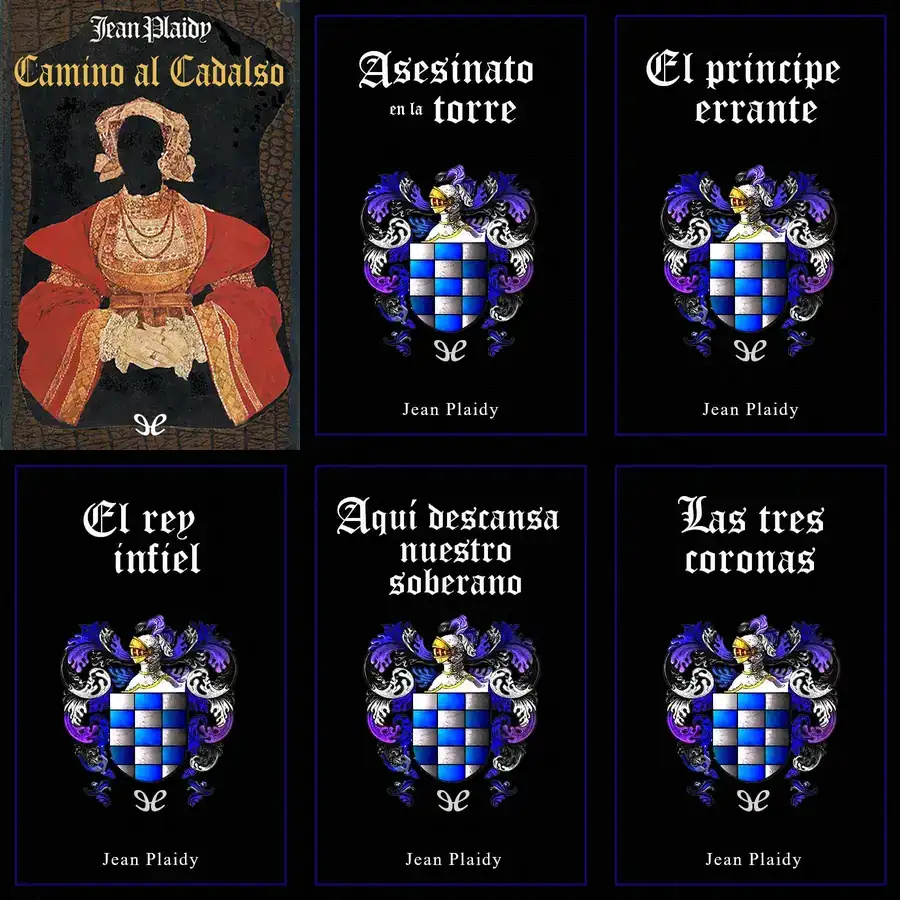 Jean Plaidy
Camino al Cadalso
Asesinato
en la torre
Jean Plaidy
El principe
errante
Jean Plaidy
El rey
infiel
Jean Plaidy
Aquí descansa
nuestro
soberano
Jean Plaidy
Las tres
coronas
Jean Plaidy